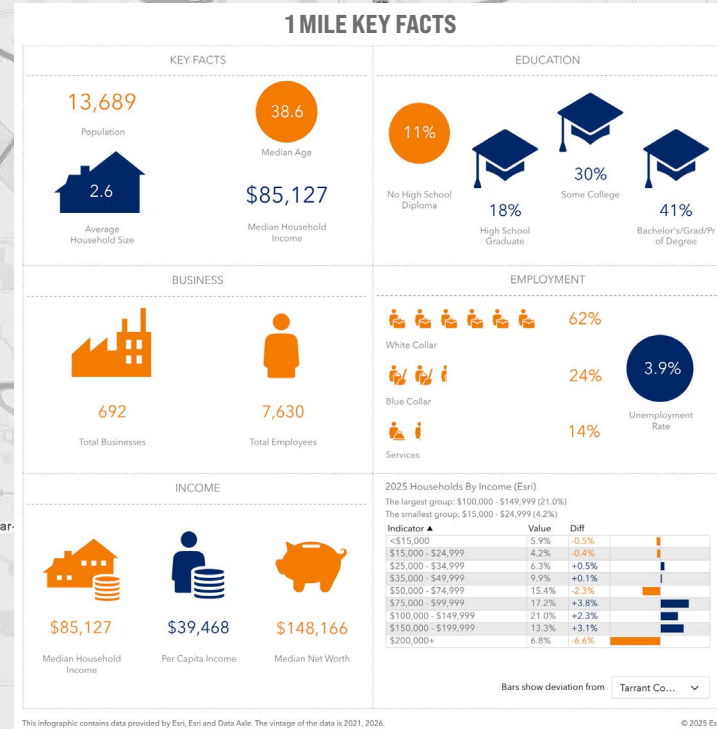 1 MILE KEY FACTS
KEY FACTS
13,689
Population
38.6
Median Age
2.6
Average
Household Size
$85,127
Median Household
Income
EDUCATION
11%
No High School
Diploma
18%
High School
Graduate
30%
Some College
41%
Bachelor's/Grad/Pr
of Degree
BUSINESS
692
Total Businesses
7,630
Total Employees
EMPLOYMENT
62%
White Collar
24%
Blue Collar
14%
Services
3.9%
Unemployment
Rate
INCOME
$85,127
Median Household
Income
$39,468
Per Capita Income
$148,166
Median Net Worth
2025 Households By Income (Esri)
The largest group: $100,000 - $149,999 (21.0%)
The smallest group: $15,000 - $24,999 (4.2%)
Indicator ▲ Value Diff
<$15,000 5.9% -0.5%
$15,000 - $24,999 4.2% -0.4%
$25,000 - $34,999 6.3% +0.5%
$35,000 - $49,999 9.9% +0.1%
$50,000 - $74,999 15.4% -2.3%
$75,000 - $99,999 17.2% +3.8%
$100,000 - $149,999 21.0% +2.3%
$150,000 - $199,999 13.3% +3.1%
$200,000+ 6.8% -6.6%
Bars show deviation from Tarrant Co...
This infographic contains data provided by Esri, Esri and Data Axle. The vintage of the data is 2021, 2026.
© 2025 Es
ar-